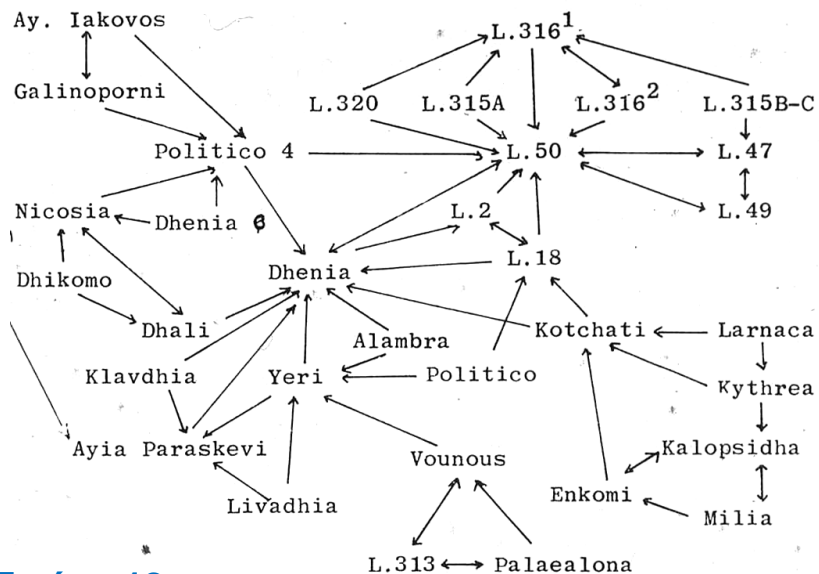 Ay. Iakovos
L.316¹
Galinoporni
L.320 L.315A L.316² L.315B-C
Politico 4 L.50 L.47
Nicosia Dhenia 6 L.2 L.49
Dhikomo Dhenia L.18
Dhali Alambra Kotchati Larnaca
Klavdhia Yeri Politico Kythrea
Ayia Paraskevi Vounous Kalopsidha
Livadhia Enkomi Milia
L.313 Palaealona